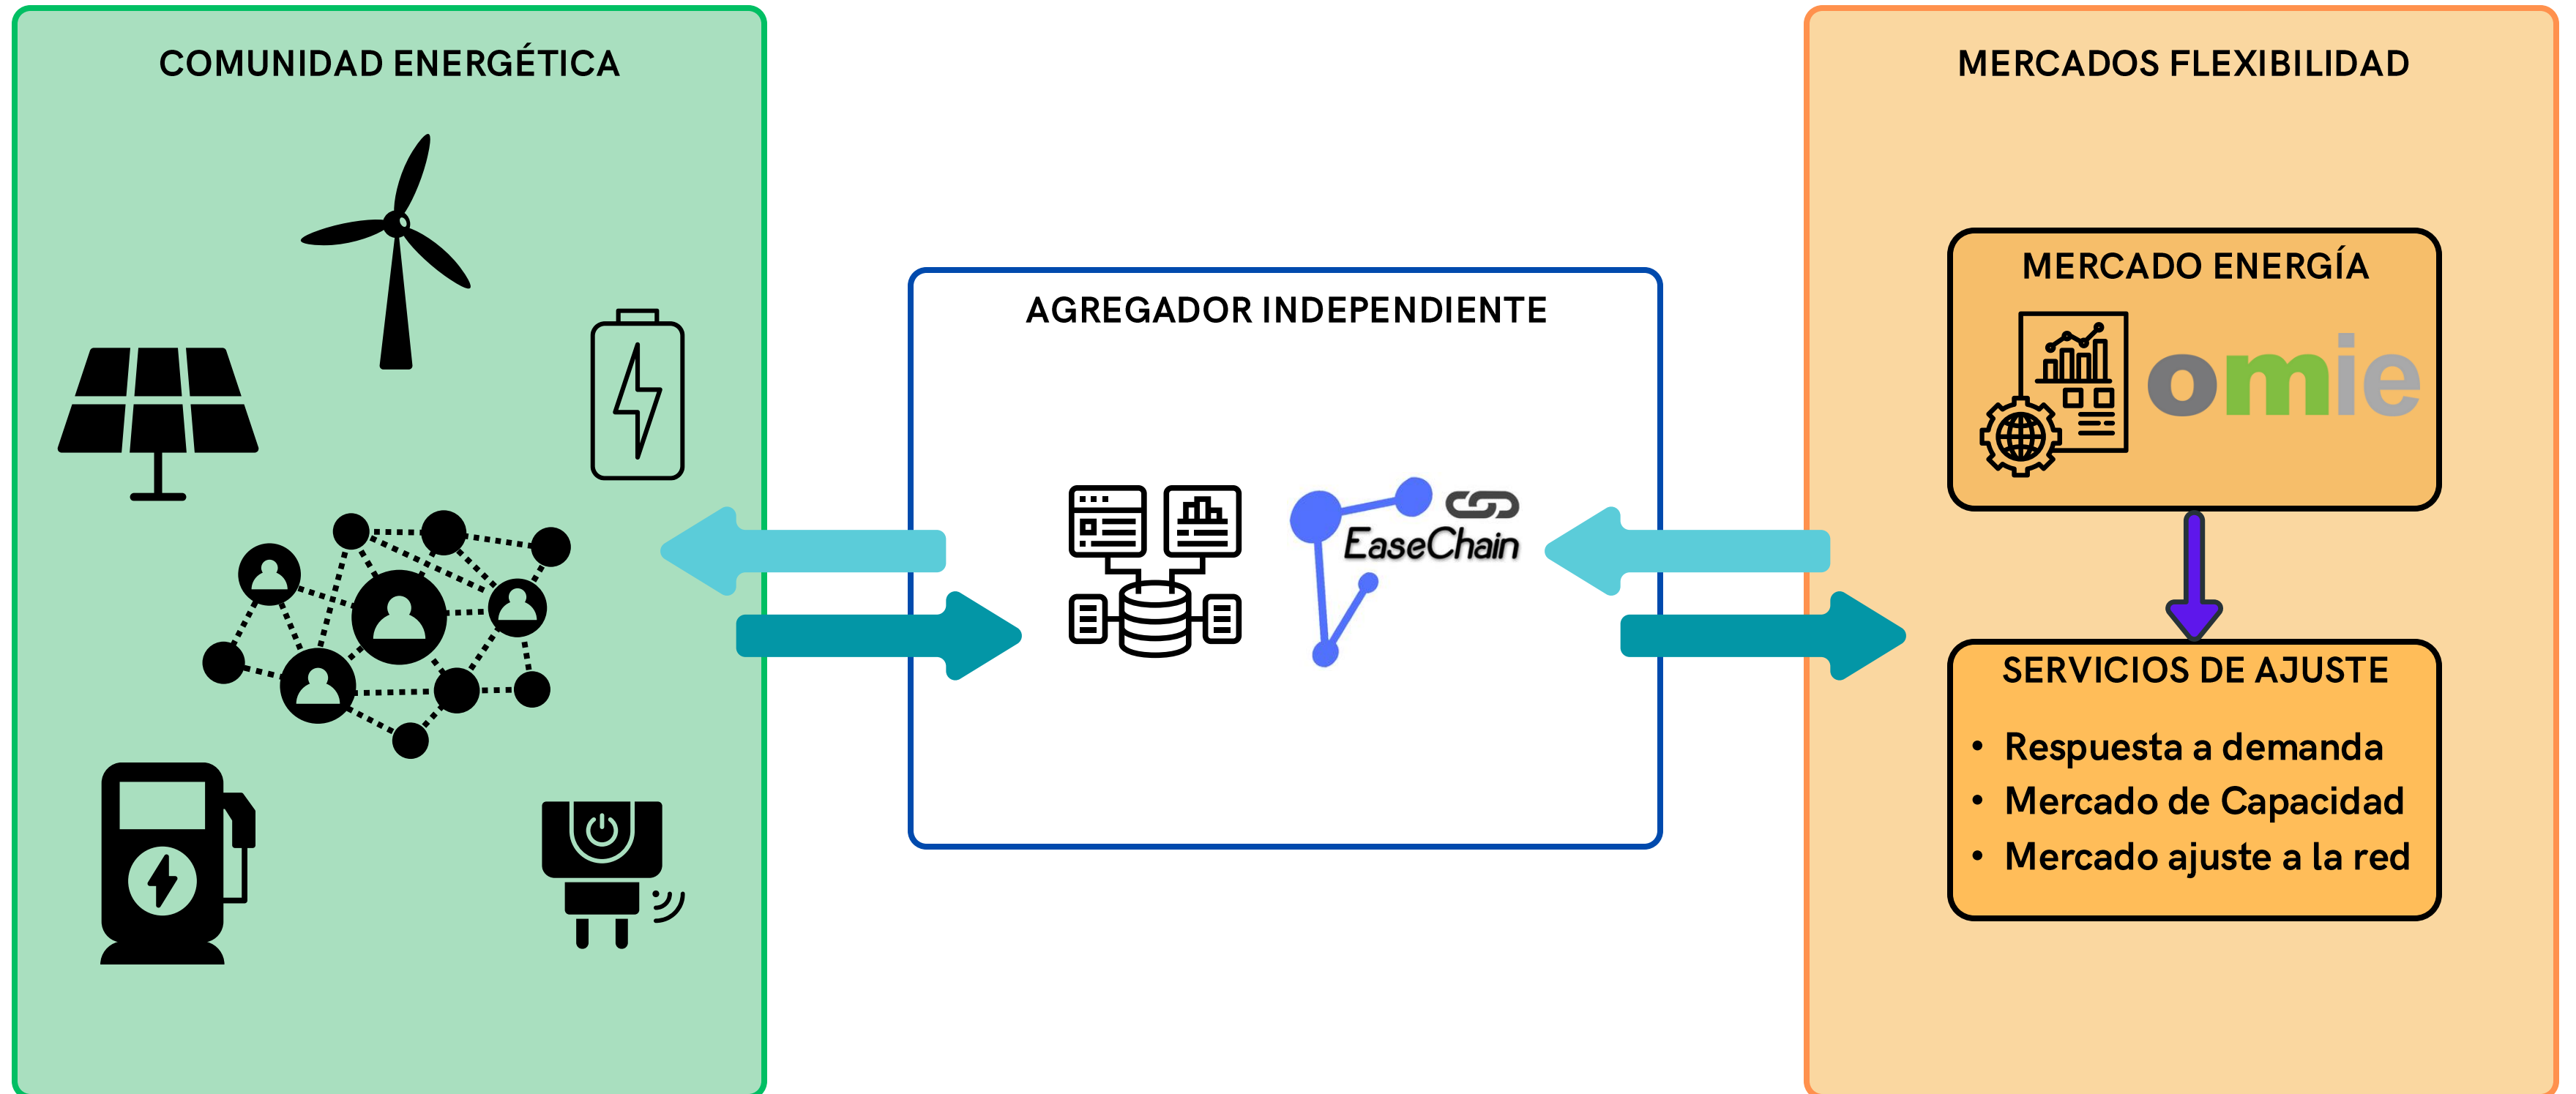 COMUNIDAD ENERGÉTICA
AGREGADOR INDEPENDIENTE
EaseChain
MERCADOS FLEXIBILIDAD
MERCADO ENERGÍA
omie
SERVICIOS DE AJUSTE
• Respuesta a demanda
• Mercado de Capacidad
• Mercado ajuste a la red